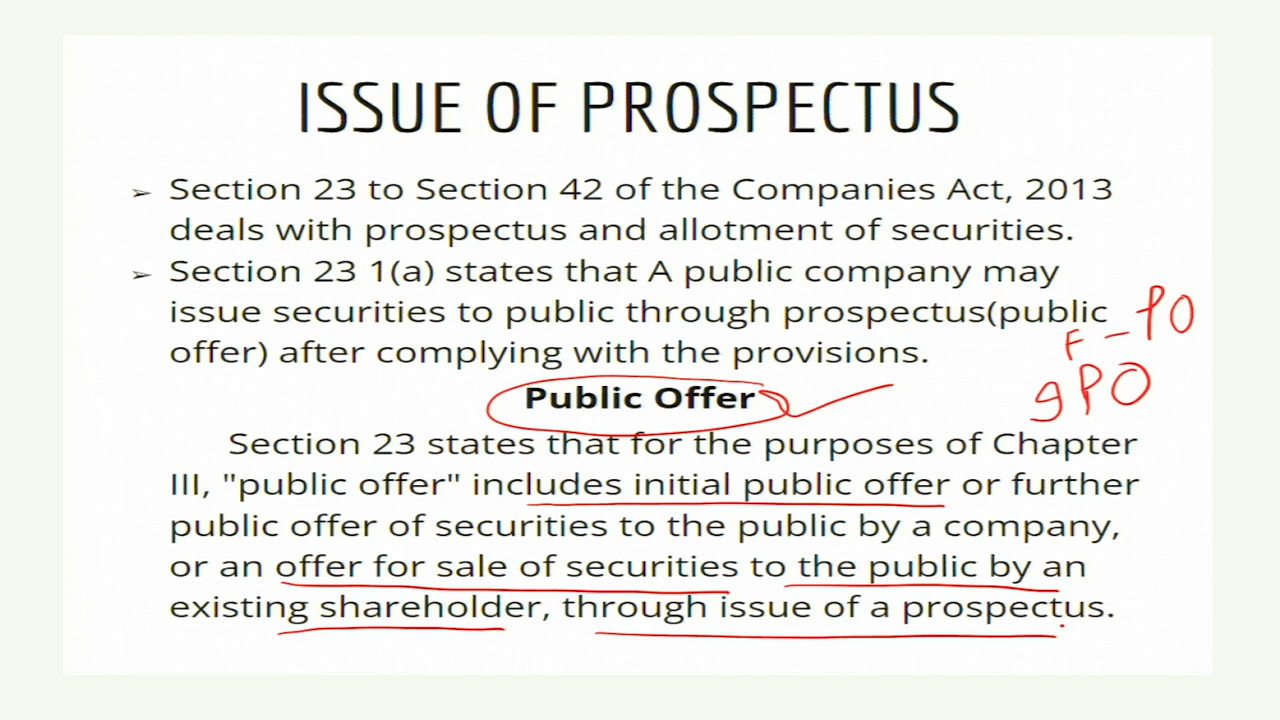 ISSUE OF PROSPECTUS
➢ Section 23 to Section 42 of the Companies Act, 2013
deals with prospectus and allotment of securities.
➢ Section 23 1(a) states that A public company may
issue securities to public through prospectus(public
offer) after complying with the provisions.
F - PO
IPO
Public Offer
Section 23 states that for the purposes of Chapter
III, "public offer" includes initial public offer or further
public offer of securities to the public by a company,
or an offer for sale of securities to the public by an
existing shareholder, through issue of a prospectus.